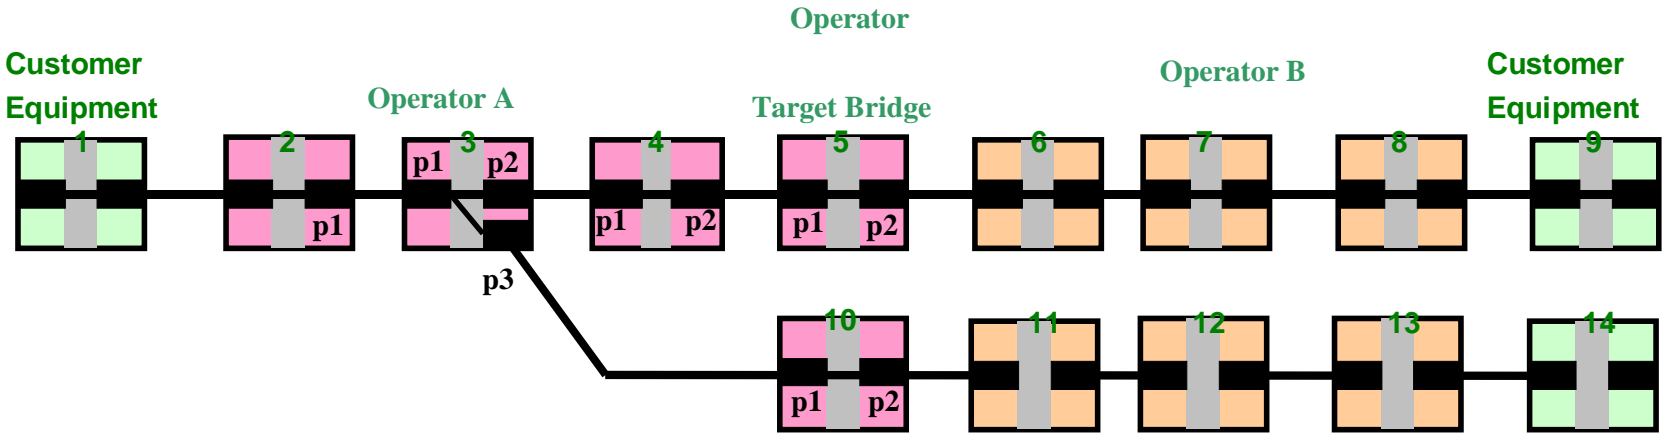 Operator
Customer
Equipment
Operator A
Target Bridge
Operator B
Customer
Equipment
1 2 3 4 5 6 7 8 9
p1 p2
p1 p1 p2 p1 p2
p3
10 11 12 13 14
p1 p2